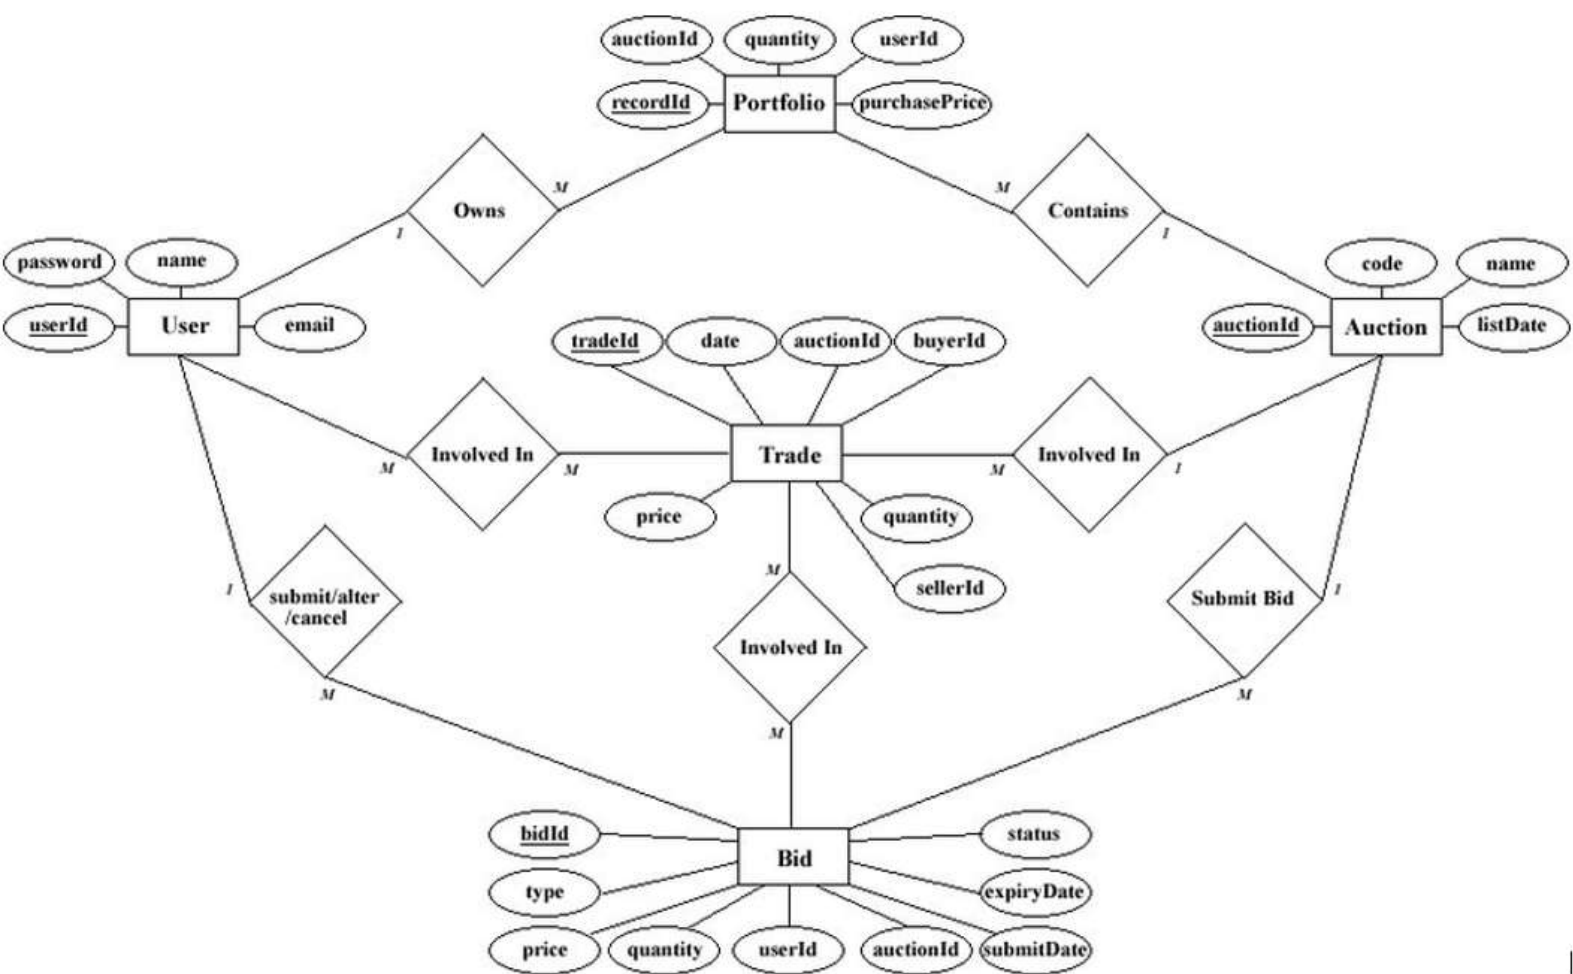 auctionId quantity userId
recordId Portfolio purchasePrice
M M
Owns Contains
1 1
password name code name
userId User email auctionId Auction listDate
tradeId date auctionId buyerId
Involved In Trade Involved In
M M M 1
price quantity
M
sellerId
1 submit/alter Submit Bid 1
/cancel
Involved In
M M
M
bidId status
Bid
type expiryDate
price quantity userId auctionId submitDate